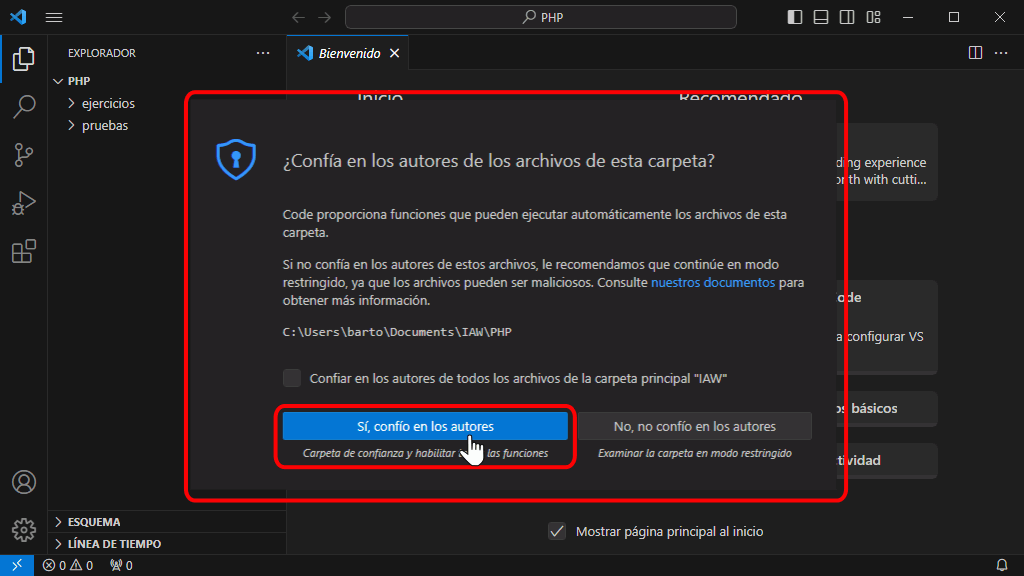 PHP
EXPLORADOR
Bienvenido
PHP
ejercicios
pruebas
Inicio
Recomendado
¿Confía en los autores de los archivos de esta carpeta?
ding experience
with cutti...
Code proporciona funciones que pueden ejecutar automáticamente los archivos de esta
carpeta.
Si no confía en los autores de estos archivos, le recomendamos que continúe en modo
restringido, ya que los archivos pueden ser maliciosos. Consulte nuestros documentos para
obtener más información.
ode
a configurar VS
C:\Users\barto\Documents\IAW\PHP
Confiar en los autores de todos los archivos de la carpeta principal "IAW"
os básicos
Sí, confío en los autores
No, no confío en los autores
Carpeta de confianza y habilitar las funciones
Examinar la carpeta en modo restringido
tividad
ESQUEMA
Mostrar página principal al inicio
LÍNEA DE TIEMPO
0 0 0